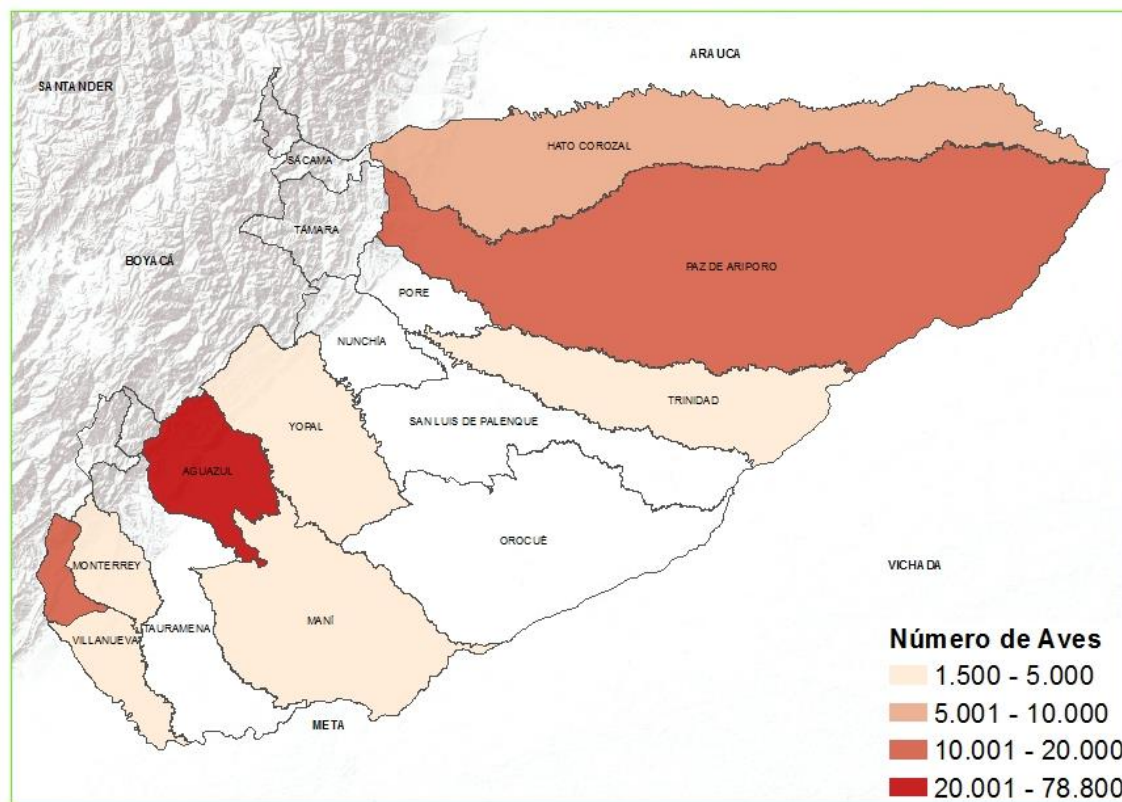 ARAUCA
SANTANDER
HATO COROZAL
SÁCAMA
TÁMARA
BOYACÁ
PAZ DE ARIPORO
PORE
NUNCHÍA
TRINIDAD
SAN LUIS DE PALENQUE
YOPAL
AGUAZUL
OROCUÉ
MONTERREY
VICHADA
MANÍ
TAURAMENA
VILLANUEVA
META
Número de Aves
1.500 - 5.000
5.001 - 10.000
10.001 - 20.000
20.001 - 78.800